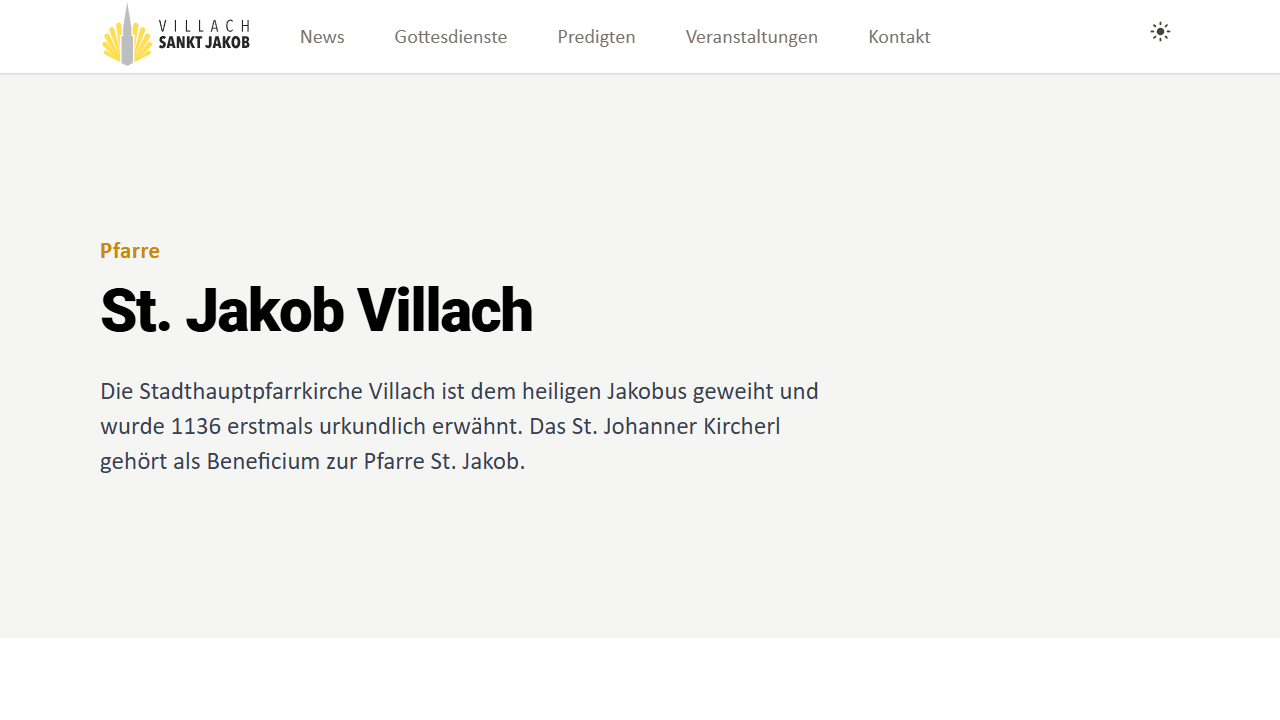 VILLACH
SANKT JAKOB
News
Gottesdienste
Predigten
Veranstaltungen
Kontakt
Pfarre
St. Jakob Villach
Die Stadthauptpfarrkirche Villach ist dem heiligen Jakobus geweiht und
wurde 1136 erstmals urkundlich erwähnt. Das St. Johanner Kircherl
gehört als Beneficium zur Pfarre St. Jakob.